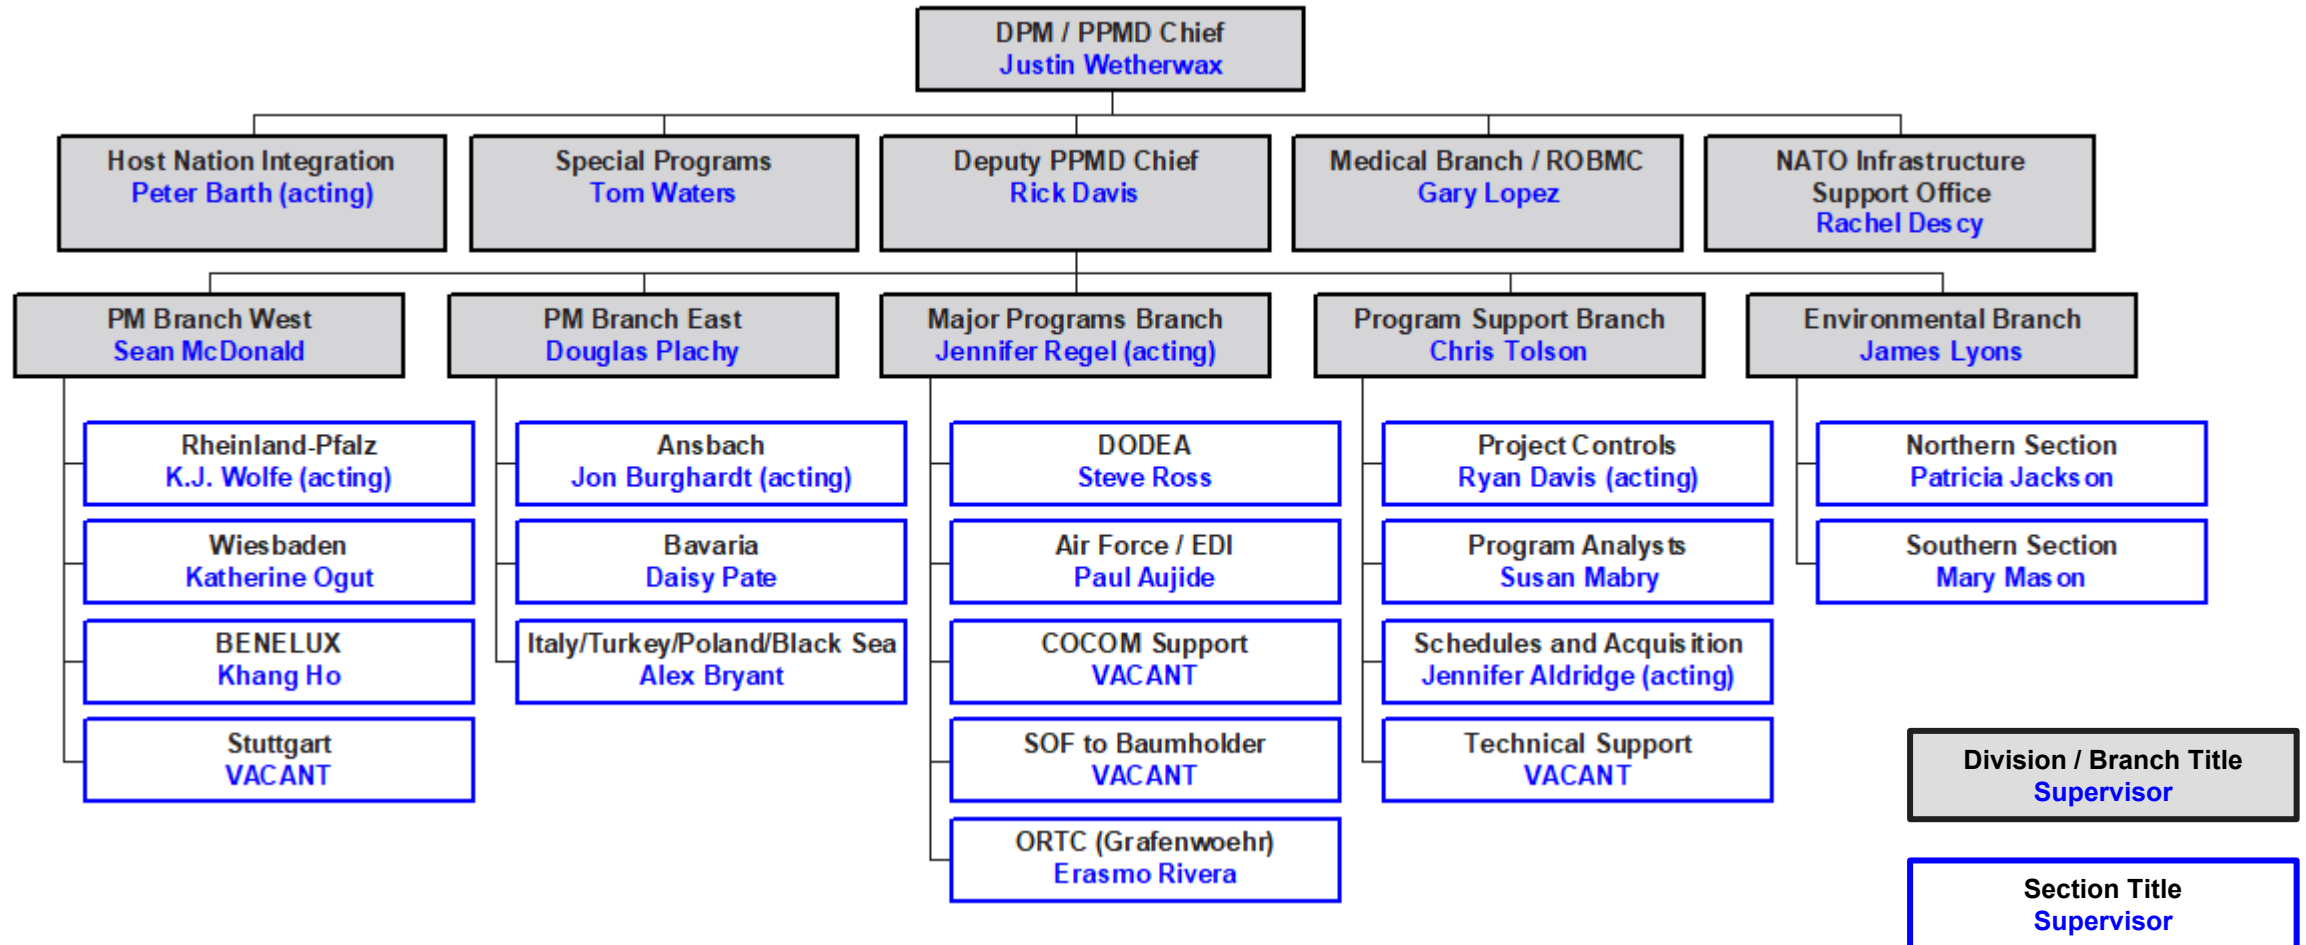 DPM / PPMD Chief
Justin Wetherwax
Host Nation Integration
Peter Barth (acting)
Special Programs
Tom Waters
Deputy PPMD Chief
Rick Davis
Medical Branch / ROBMC
Gary Lopez
NATO Infrastructure
Support Office
Rachel Descy
PM Branch West
Sean McDonald
PM Branch East
Douglas Plachy
Major Programs Branch
Jennifer Regel (acting)
Program Support Branch
Chris Tolson
Environmental Branch
James Lyons
Rheinland-Pfalz
K.J. Wolfe (acting)
Wiesbaden
Katherine Ogut
BENELUX
Khang Ho
Stuttgart
VACANT
Ansbach
Jon Burghardt (acting)
Bavaria
Daisy Pate
Italy/Turkey/Poland/Black Sea
Alex Bryant
DODEA
Steve Ross
Air Force / EDI
Paul Aujide
COCOM Support
VACANT
SOF to Baumholder
VACANT
ORTC (Grafenwoehr)
Erasmo Rivera
Project Controls
Ryan Davis (acting)
Program Analysts
Susan Mabry
Schedules and Acquisition
Jennifer Aldridge (acting)
Technical Support
VACANT
Northern Section
Patricia Jackson
Southern Section
Mary Mason
Division / Branch Title
Supervisor
Section Title
Supervisor